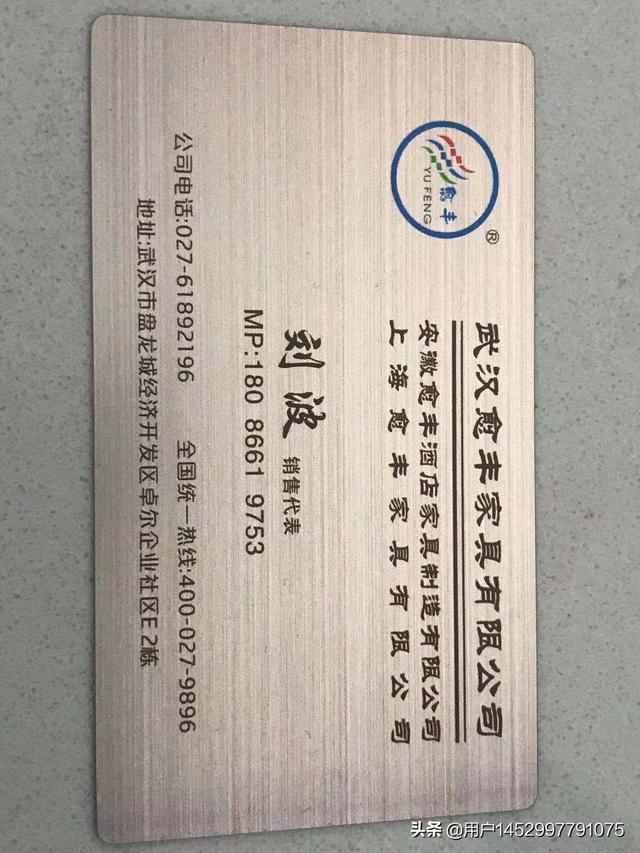 愈丰
YU FENG
®
武汉愈丰家具有限公司
安徽愈丰酒店家具制造有限公司
上海愈丰家具有限公司
刘波 销售代表
MP:180 8661 9753
公司电话:027-61892196 全国统一热线:400-027-9896
地址:武汉市盘龙城经济开发区卓尔企业社区E2栋
头条 @用户1452997791075